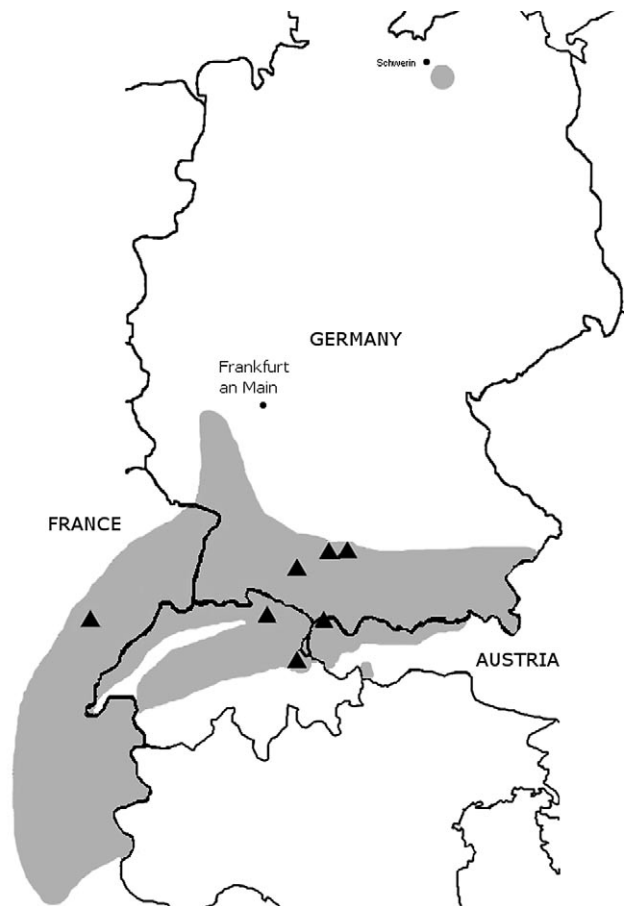 Schwerin
GERMANY
Frankfurt
an Main
FRANCE
AUSTRIA